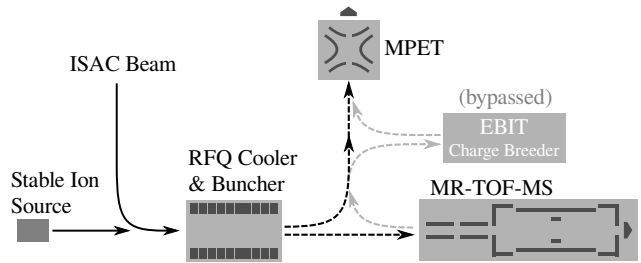 MPET
ISAC Beam
(bypassed)
EBIT
Charge Breeder
RFQ Cooler
& Buncher
Stable Ion
Source
MR-TOF-MS